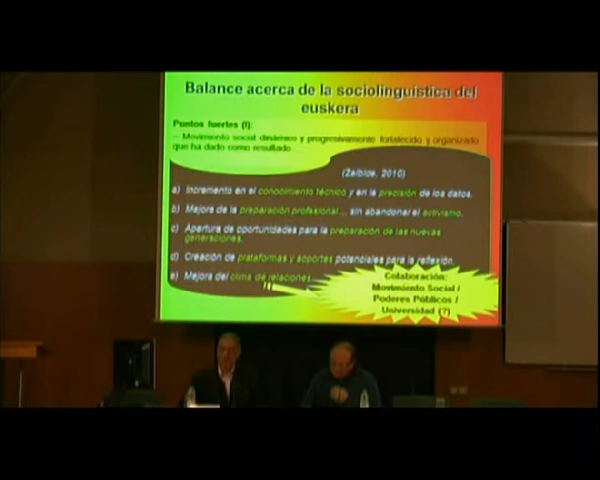 Balance acerca de la sociolinguística del
euskera
Puntos fuertes (I):
– Movimiento social dinámico y progresivamente fortalecido y organizado
que ha dado como resultado
(Zalbide, 2010)
a) Incremento en el conocimiento técnico y en la precisión de los datos.
b) Mejora de la preparación profesional... sin abandonar el activismo.
c) Apertura de oportunidades para la preparación de las nuevas
generaciones.
d) Creación de plataformas y soportes potenciales para la reflexión.
e) Mejora del clima de relaciones
Colaboración:
Movimiento Social /
Poderes Públicos /
Universidad (?)